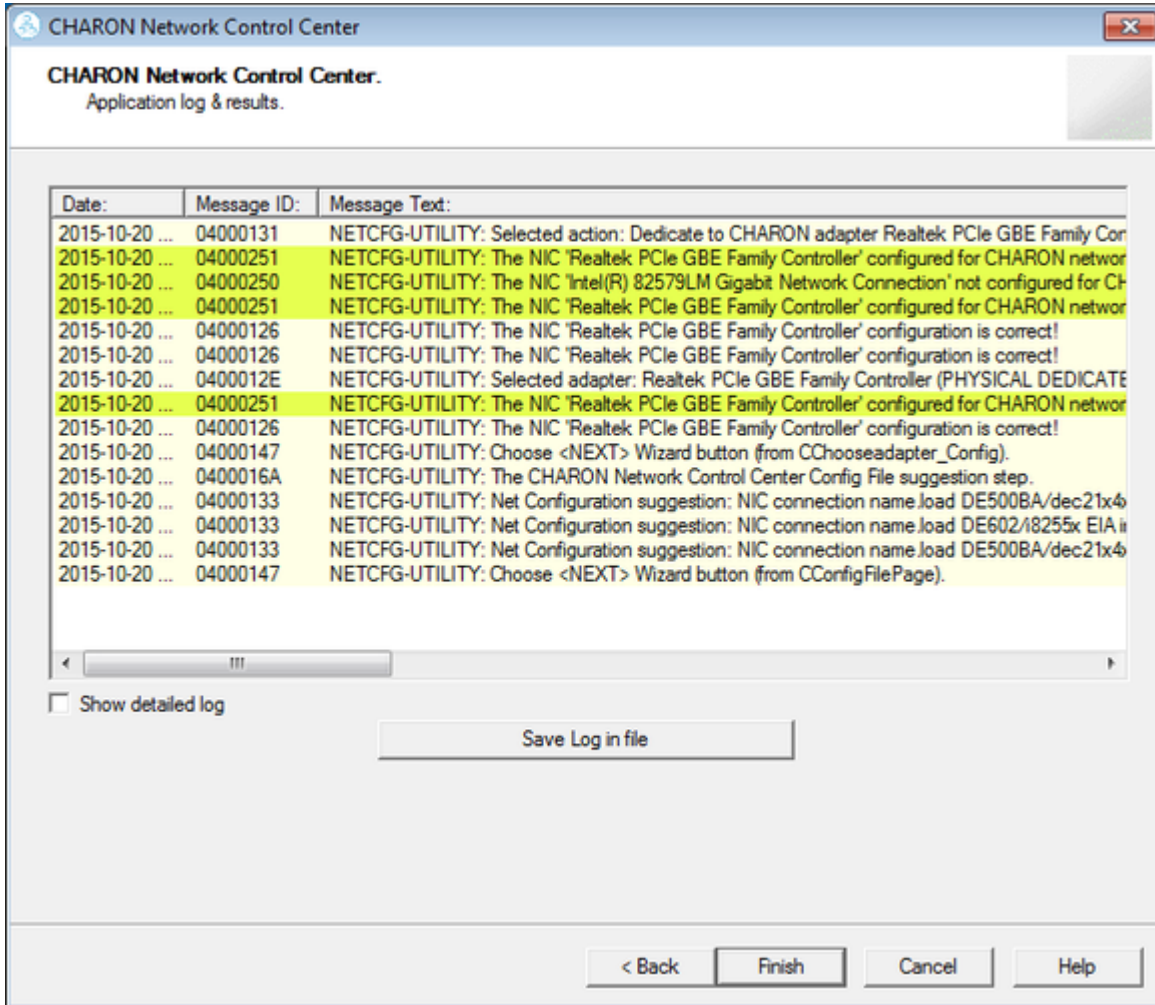 CHARON Network Control Center
CHARON Network Control Center.
Application log & results.
Date: Message ID: Message Text:
2015-10-20 ... 04000131 NETCFG-UTILITY: Selected action: Dedicate to CHARON adapter Realtek PCIe GBE Family Con
2015-10-20 ... 04000251 NETCFG-UTILITY: The NIC 'Realtek PCIe GBE Family Controller' configured for CHARON networ
2015-10-20 ... 04000250 NETCFG-UTILITY: The NIC 'Intel(R) 82579LM Gigabit Network Connection' not configured for CH
2015-10-20 ... 04000251 NETCFG-UTILITY: The NIC 'Realtek PCIe GBE Family Controller' configured for CHARON networ
2015-10-20 ... 04000126 NETCFG-UTILITY: The NIC 'Realtek PCIe GBE Family Controller' configuration is correct!
2015-10-20 ... 04000126 NETCFG-UTILITY: The NIC 'Realtek PCIe GBE Family Controller' configuration is correct!
2015-10-20 ... 0400012E NETCFG-UTILITY: Selected adapter: Realtek PCIe GBE Family Controller (PHYSICAL DEDICATE
2015-10-20 ... 04000251 NETCFG-UTILITY: The NIC 'Realtek PCIe GBE Family Controller' configured for CHARON networ
2015-10-20 ... 04000126 NETCFG-UTILITY: The NIC 'Realtek PCIe GBE Family Controller' configuration is correct!
2015-10-20 ... 04000147 NETCFG-UTILITY: Choose <NEXT> Wizard button (from CChooseadapter_Config).
2015-10-20 ... 0400016A NETCFG-UTILITY: The CHARON Network Control Center Config File suggestion step.
2015-10-20 ... 04000133 NETCFG-UTILITY: Net Configuration suggestion: NIC connection name.load DE500BA/dec21x4x
2015-10-20 ... 04000133 NETCFG-UTILITY: Net Configuration suggestion: NIC connection name.load DE602/i8255x EIA i
2015-10-20 ... 04000133 NETCFG-UTILITY: Net Configuration suggestion: NIC connection name.load DE500BA/dec21x4x
2015-10-20 ... 04000147 NETCFG-UTILITY: Choose <NEXT> Wizard button (from CConfigFilePage).
Show detailed log
Save Log in file
< Back Finish Cancel Help